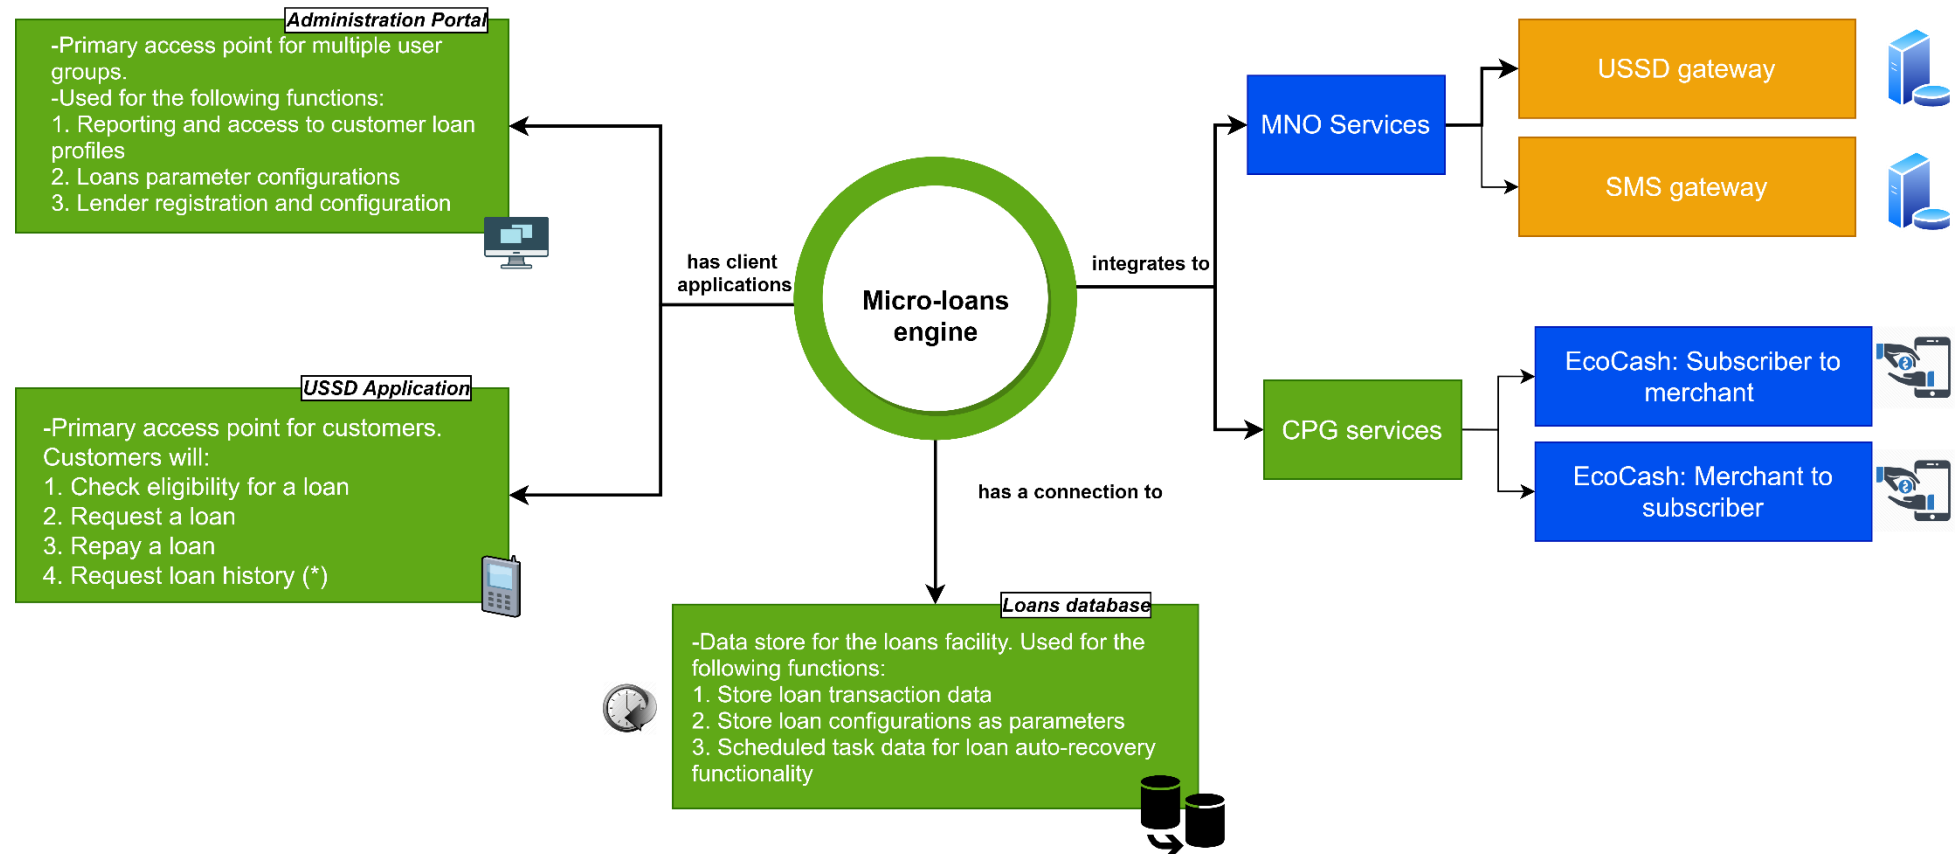 Administration Portal
-Primary access point for multiple user
groups.
-Used for the following functions:
1. Reporting and access to customer loan
profiles
2. Loans parameter configurations
3. Lender registration and configuration
USSD Application
-Primary access point for customers.
Customers will:
1. Check eligibility for a loan
2. Request a loan
3. Repay a loan
4. Request loan history (*)
has client
applications
Micro-loans
engine
integrates to
has a connection to
Loans database
-Data store for the loans facility. Used for the
following functions:
1. Store loan transaction data
2. Store loan configurations as parameters
3. Scheduled task data for loan auto-recovery
functionality
MNO Services
USSD gateway
SMS gateway
CPG services
EcoCash: Subscriber to
merchant
EcoCash: Merchant to
subscriber